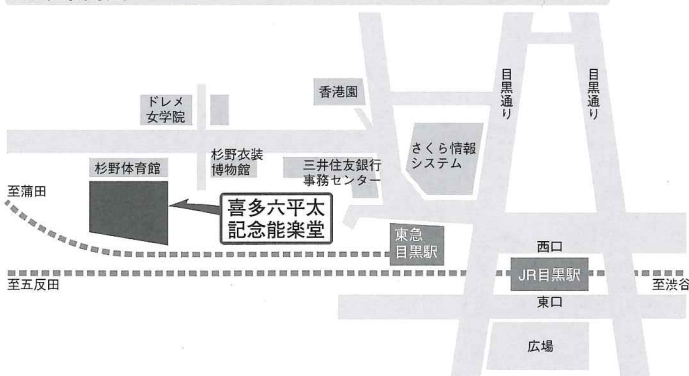 目黒通り
目黒通り
香港園
ドレメ
女学院
さくら情報
システム
杉野体育館
杉野衣装
博物館
三井住友銀行
事務センター
至蒲田
喜多六平太
記念能楽堂
東急
目黒駅
西口
JR目黒駅
至五反田
至渋谷
東口
広場